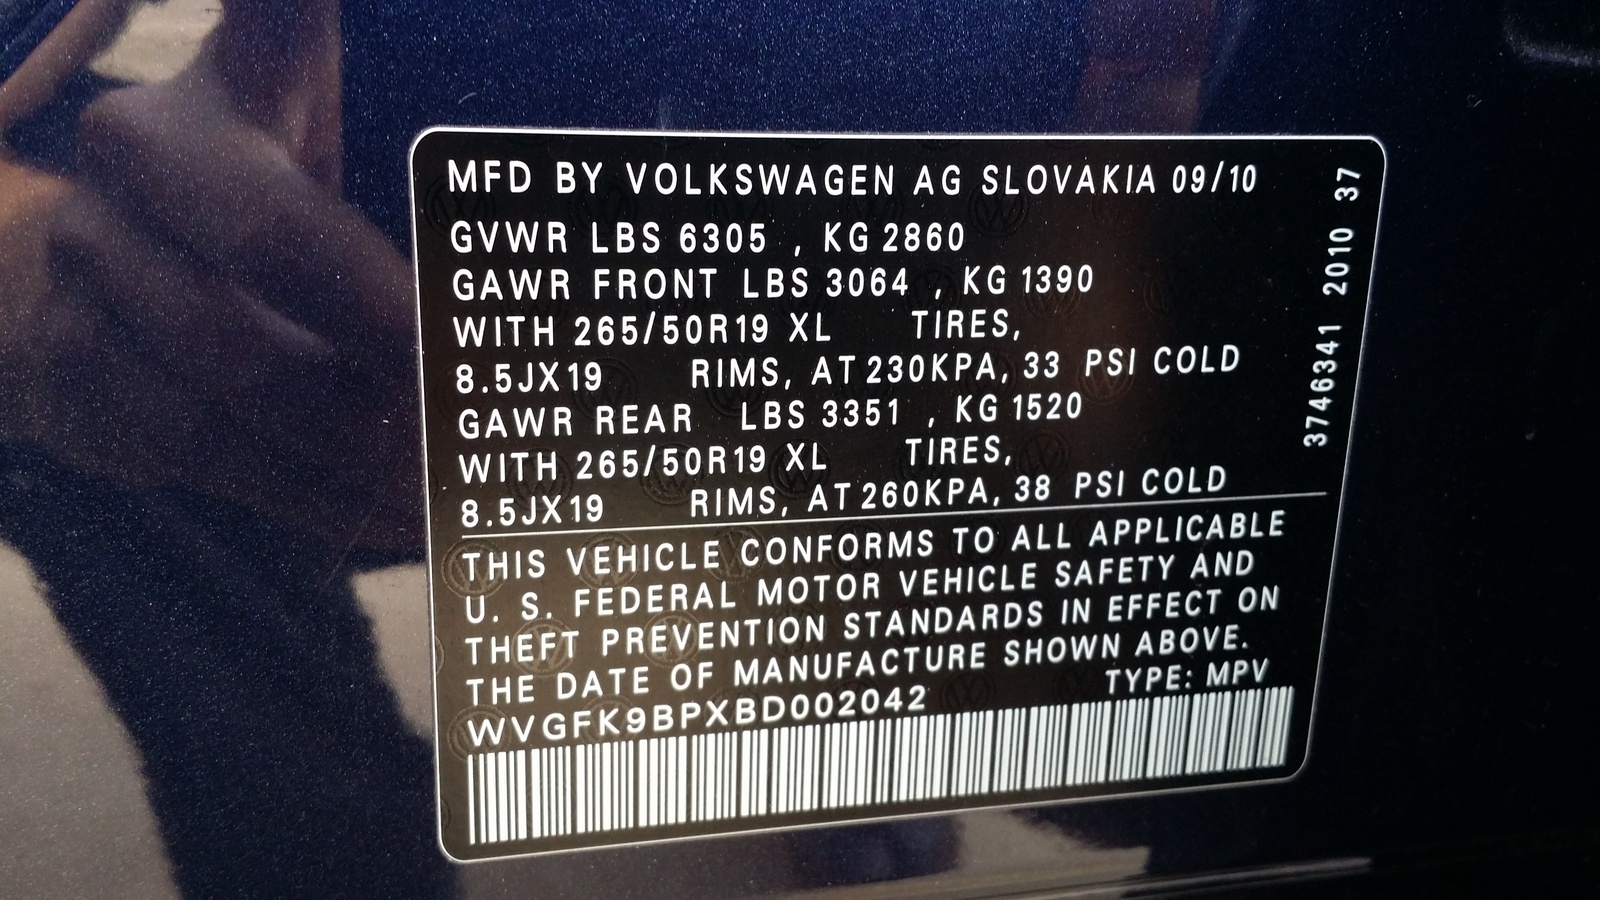 MFD BY VOLKSWAGEN AG SLOVAKIA 09/10
GVWR LBS 6305 , KG 2860
GAWR FRONT LBS 3064 , KG 1390
WITH 265/50R19 XL TIRES,
8.5JX19 RIMS, AT 230KPA, 33 PSI COLD
GAWR REAR LBS 3351 , KG 1520
WITH 265/50R19 XL TIRES,
8.5JX19 RIMS, AT 260KPA, 38 PSI COLD
THIS VEHICLE CONFORMS TO ALL APPLICABLE
U. S. FEDERAL MOTOR VEHICLE SAFETY AND
THEFT PREVENTION STANDARDS IN EFFECT ON
THE DATE OF MANUFACTURE SHOWN ABOVE.
TYPE: MPV
WVGFK9BPXBD002042
3746341 2010 37